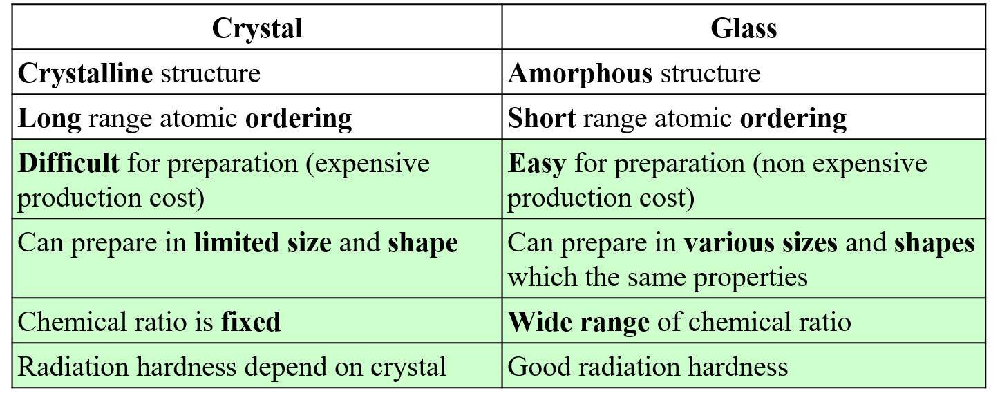 Crystal
Glass
Crystalline structure
Amorphous structure
Long range atomic ordering
Short range atomic ordering
Difficult for preparation (expensive
production cost)
Easy for preparation (non expensive
production cost)
Can prepare in limited size and shape
Can prepare in various sizes and shapes
which the same properties
Chemical ratio is fixed
Wide range of chemical ratio
Radiation hardness depend on crystal
Good radiation hardness